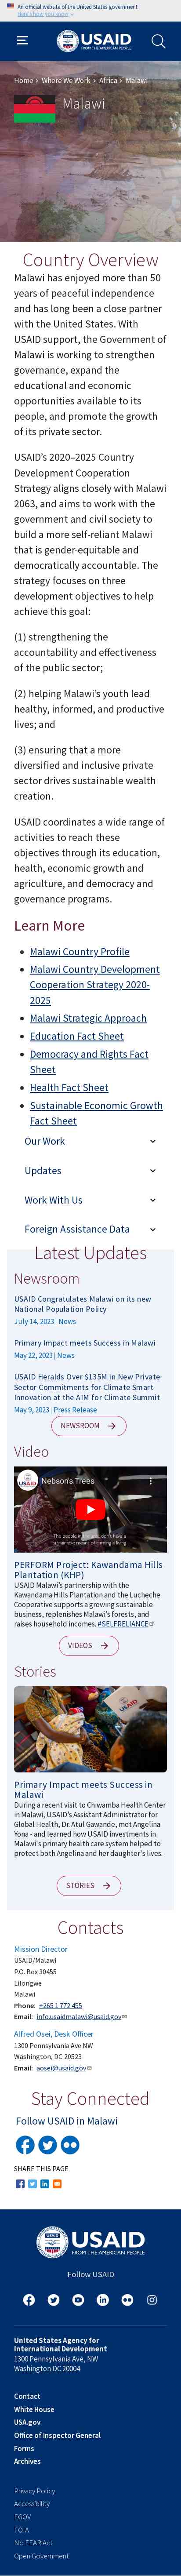 An official website of the United States government
Here's how you know
USAID
FROM THE AMERICAN PEOPLE
Home › Where We Work › Africa › Malawi
Malawi
Country Overview
Malawi has enjoyed more than 50
years of peaceful independence
and has long been a close partner
with the United States. With
USAID support, the Government of
Malawi is working to strengthen
governance, expand the
educational and economic
opportunities available to its
people, and promote the growth
of its private sector.
USAID’s 2020–2025 Country
Development Cooperation
Strategy aligns closely with Malawi
2063, and aims to work with the
government and civil society to
build a more self-reliant Malawi
that is gender-equitable and
democratically accountable. The
strategy focuses on three
development objectives to help
achieve this goal:
(1) strengthening the
accountability and effectiveness
of the public sector;
(2) helping Malawi’s youth lead
healthy, informed, and productive
lives; and
(3) ensuring that a more
diversified and inclusive private
sector drives sustainable wealth
creation.
USAID coordinates a wide range of
activities to reach these
objectives through its education,
health, economic growth and
agriculture, and democracy and
governance programs.
Learn More
Malawi Country Profile
Malawi Country Development
Cooperation Strategy 2020-
2025
Malawi Strategic Approach
Education Fact Sheet
Democracy and Rights Fact
Sheet
Health Fact Sheet
Sustainable Economic Growth
Fact Sheet
Our Work
Updates
Work With Us
Foreign Assistance Data
Latest Updates
Newsroom
USAID Congratulates Malawi on its new
National Population Policy
July 14, 2023 | News
Primary Impact meets Success in Malawi
May 22, 2023 | News
USAID Heralds Over $135M in New Private
Sector Commitments for Climate Smart
Innovation at the AIM for Climate Summit
May 9, 2023 | Press Release
NEWSROOM
Video
Nebson's Trees
The people even us, don't have a
sustainable means of earning a living
PERFORM Project: Kawandama Hills
Plantation (KHP)
USAID Malawi’s partnership with the
Kawandama Hills Plantation and the Luchecle
Cooperative supports a growing sustainable
business, replenishes Malawi’s forests, and
raises household incomes. #SELFRELIANCE
VIDEOS
Stories
Primary Impact meets Success in
Malawi
During a recent visit to Chiwamba Health Center
in Malawi, USAID’s Assistant Administrator for
Global Health, Dr. Atul Gawande, met Angelina
Yona - and learned how USAID investments in
Malawi's primary health care system helped to
protect both Angelina and her daughter's lives.
STORIES
Contacts
Mission Director
USAID/Malawi
P.O. Box 30455
Lilongwe
Malawi
Phone: +265 1 772 455
Email: info.usaidmalawi@usaid.gov
Alfred Osei, Desk Officer
1300 Pennsylvania Ave NW
Washington, DC 20523
Email: aosei@usaid.gov
Stay Connected
Follow USAID in Malawi
SHARE THIS PAGE
USAID
FROM THE AMERICAN PEOPLE
Follow USAID
United States Agency for
International Development
1300 Pennsylvania Ave, NW
Washington DC 20004
Contact
White House
USA.gov
Office of Inspector General
Forms
Archives
Privacy Policy
Accessibility
EGOV
FOIA
No FEAR Act
Open Government